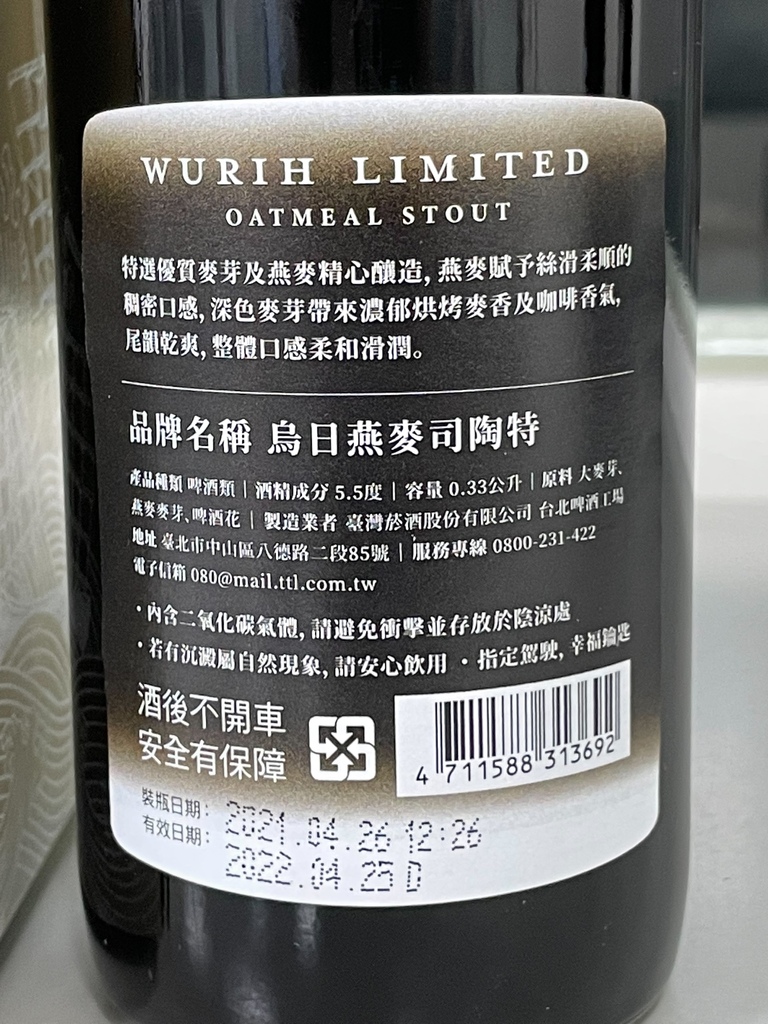 WURIH LIMITED
OATMEAL STOUT
特選優質麥芽及燕麥精心釀造, 燕麥賦予絲滑柔順的
稠密口感, 深色麥芽帶來濃郁烘烤麥香及咖啡香氣,
尾韻乾爽, 整體口感柔和滑潤。
品牌名稱 烏日燕麥司陶特
產品種類 啤酒類 | 酒精成分 5.5度 | 容量 0.33公升 | 原料 大麥芽、
燕麥麥芽、啤酒花 | 製造業者 臺灣菸酒股份有限公司 台北啤酒工場
地址 臺北市中山區八德路二段85號 | 服務專線 0800-231-422
電子信箱 080@mail.ttl.com.tw
・內含二氧化碳氣體, 請避免衝擊並存放於陰涼處
・若有沉澱屬自然現象, 請安心飲用 ・指定駕駛, 幸福鑰匙
酒後不開車
安全有保障
4 711588 313692
裝瓶日期： 2021.04.26 12:26
有效日期： 2022.04.25 D